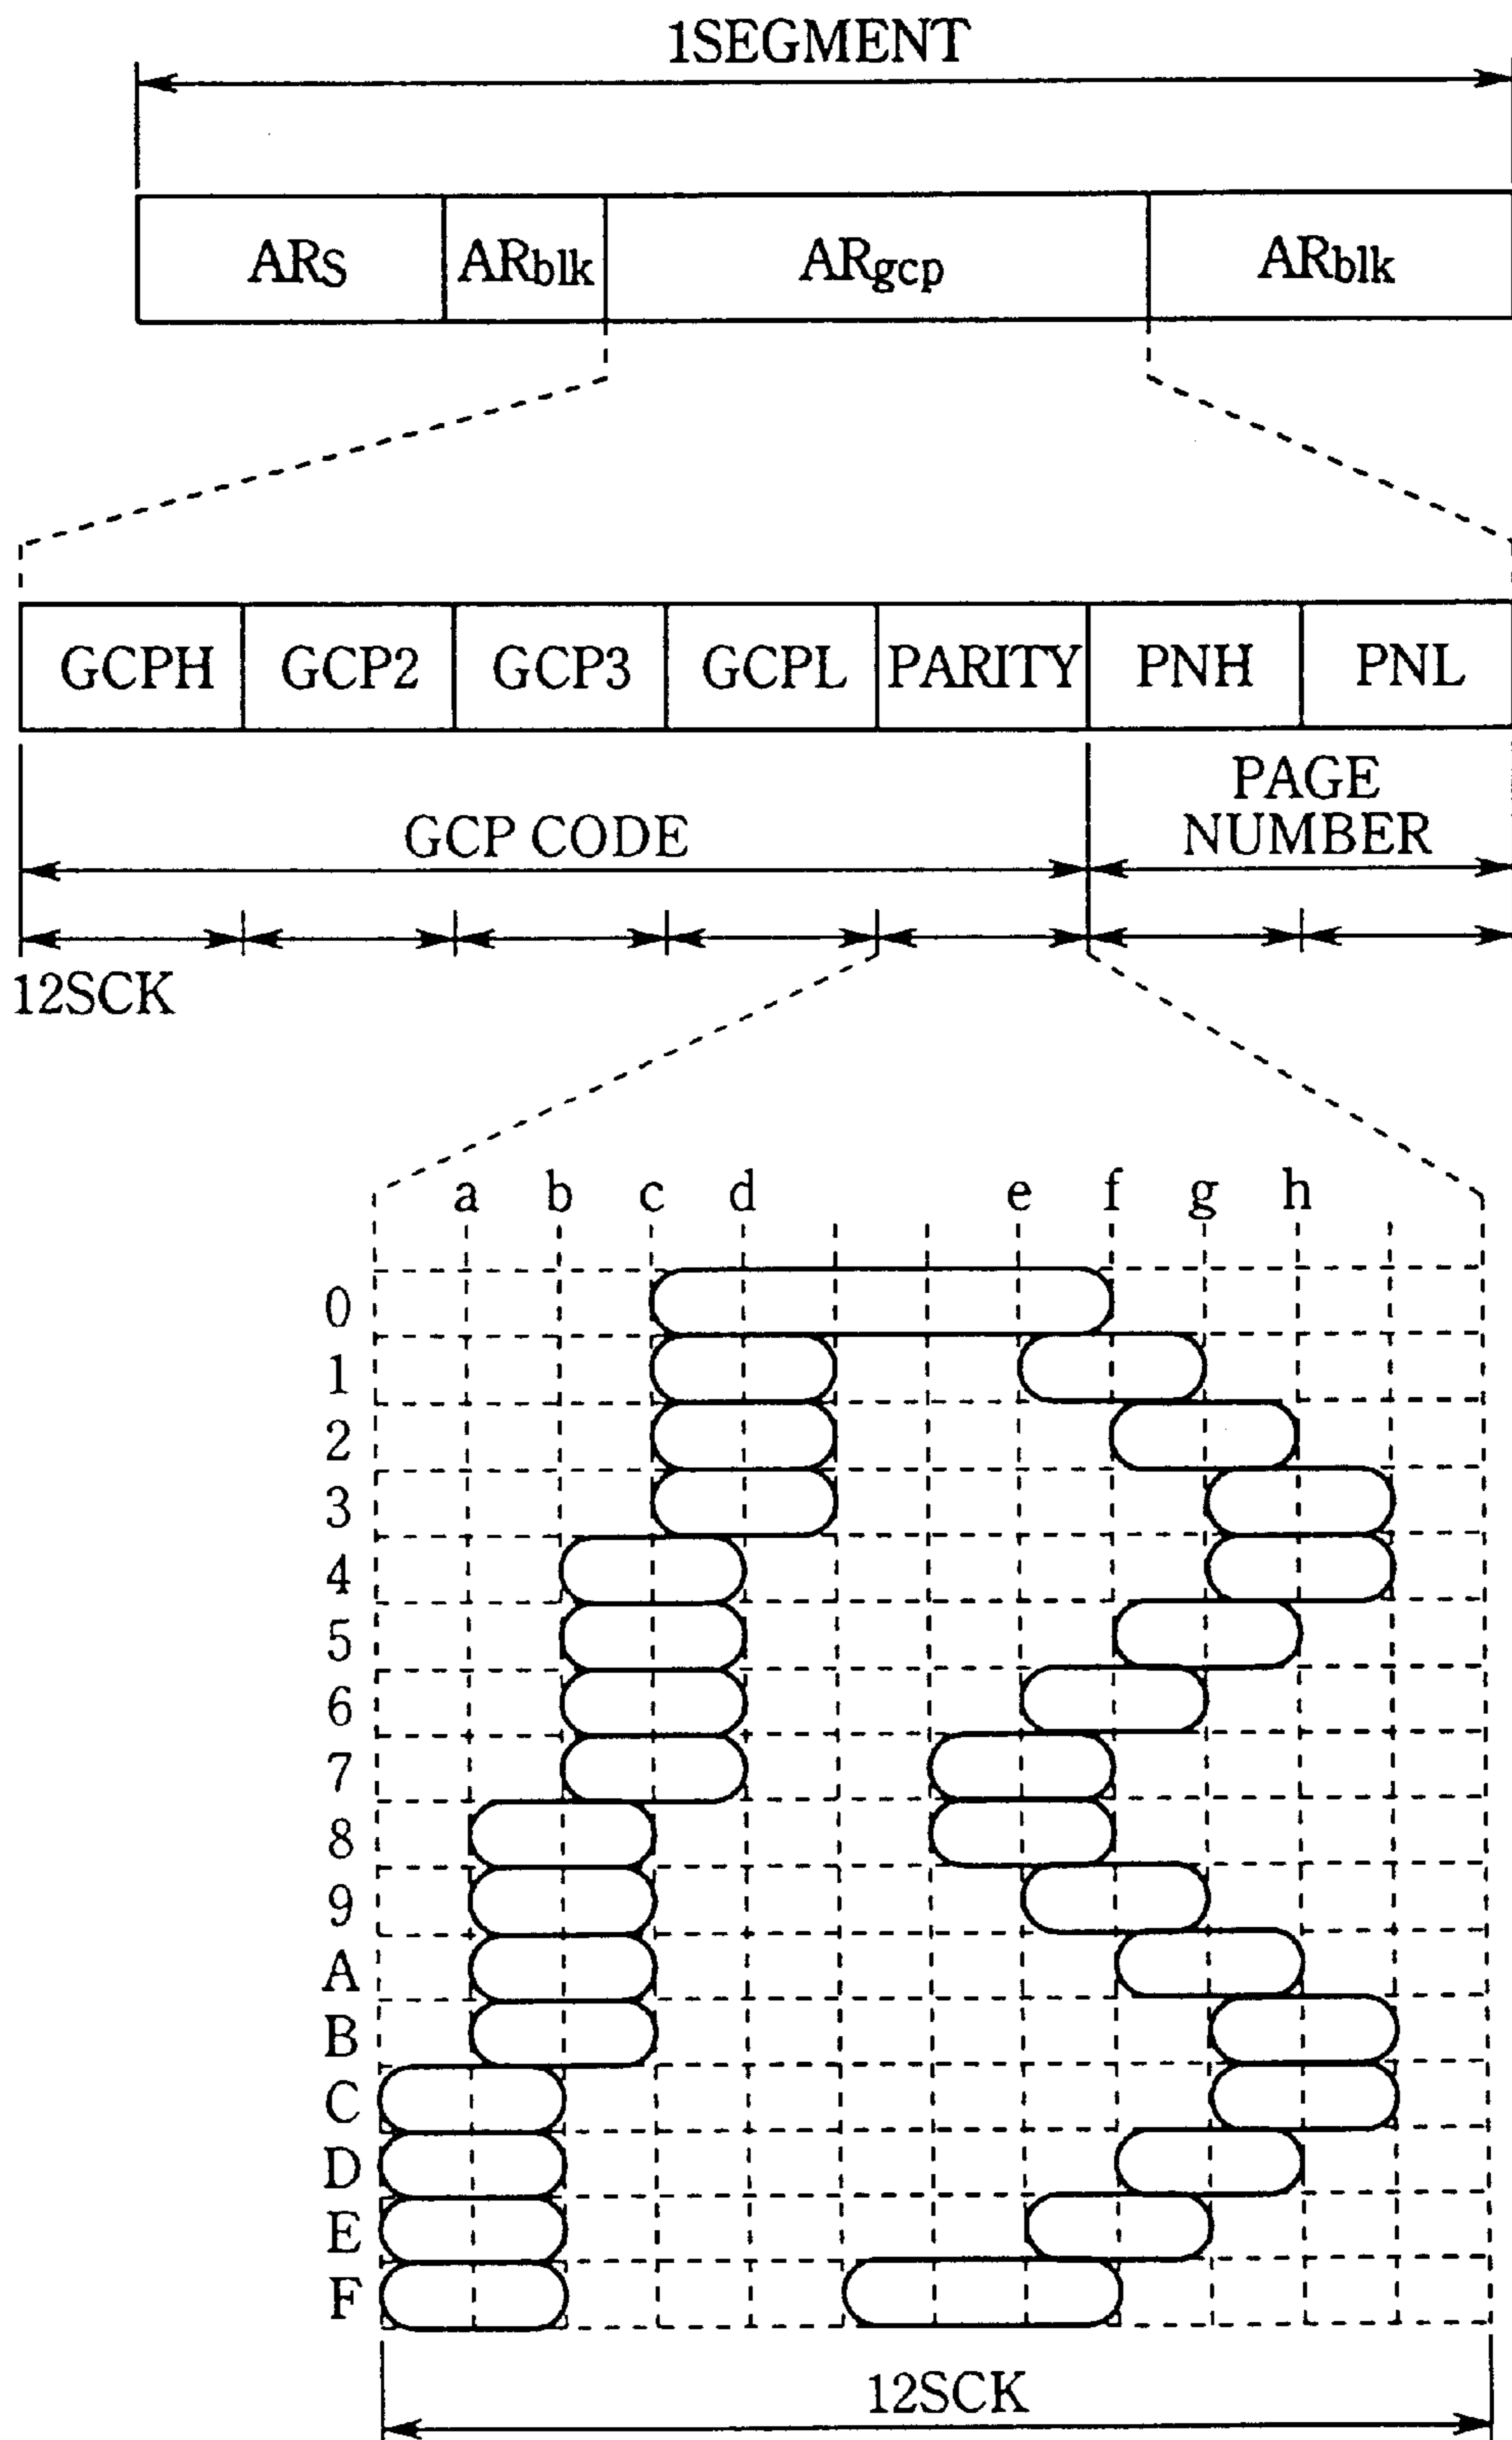 1SEGMENT
ARS ARblk ARgcp ARblk
GCPH GCP2 GCP3 GCPL PARITY PNH PNL
GCP CODE
PAGE
NUMBER
12SCK
a b c d e f g h
0
1
2
3
4
5
6
7
8
9
A
B
C
D
E
F
12SCK